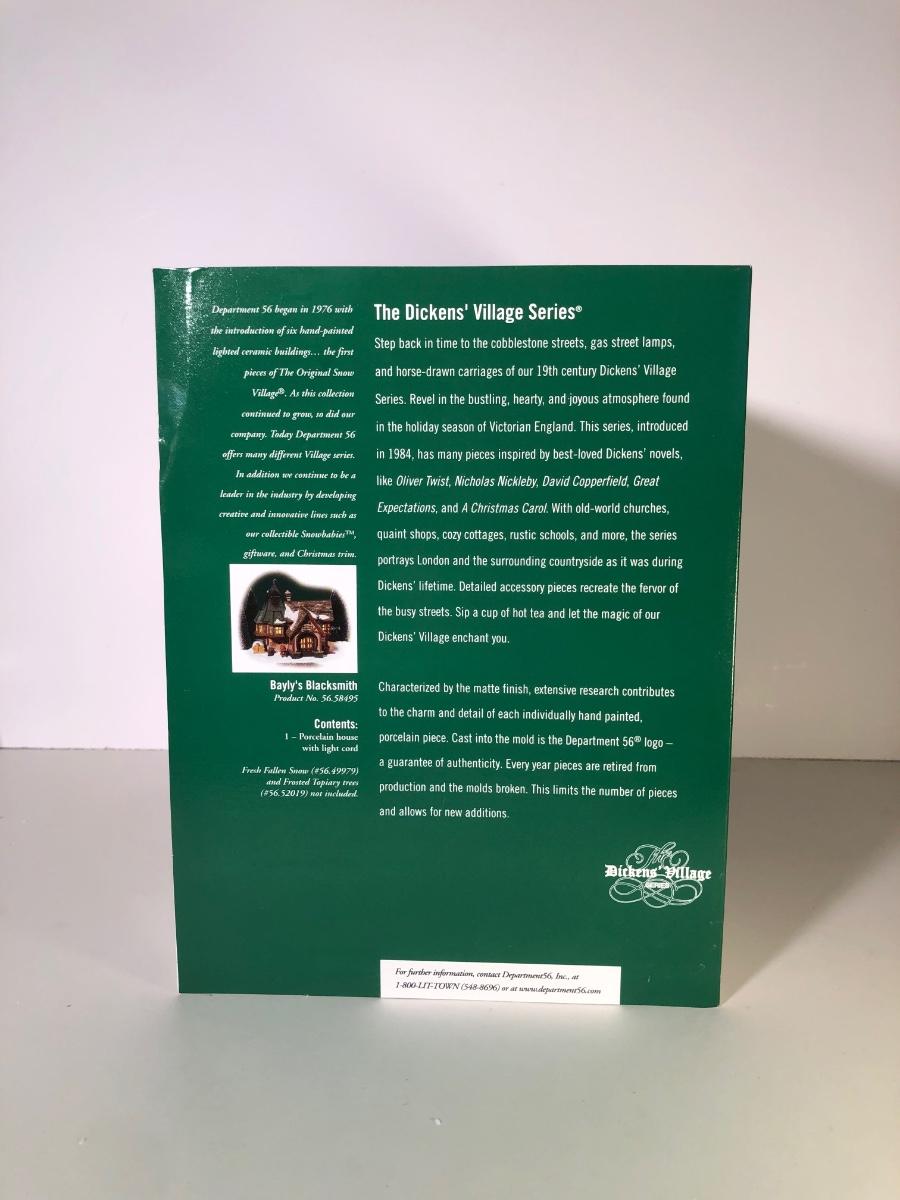 Department 56 began in 1976 with
the introduction of six hand-painted
lighted ceramic buildings... the first
pieces of The Original Snow
Village®. As this collection
continued to grow, so did our
company. Today Department 56
offers many different Village series.
In addition we continue to be a
leader in the industry by developing
creative and innovative lines such as
our collectible Snowbabies™,
giftware, and Christmas trim.
Bayly's Blacksmith
Product No. 56.58495
Contents:
1 – Porcelain house
with light cord
Fresh Fallen Snow (#56.49979)
and Frosted Topiary trees
(#56.52019) not included.
The Dickens' Village Series®
Step back in time to the cobblestone streets, gas street lamps,
and horse-drawn carriages of our 19th century Dickens' Village
Series. Revel in the bustling, hearty, and joyous atmosphere found
in the holiday season of Victorian England. This series, introduced
in 1984, has many pieces inspired by best-loved Dickens' novels,
like Oliver Twist, Nicholas Nickleby, David Copperfield, Great
Expectations, and A Christmas Carol. With old-world churches,
quaint shops, cozy cottages, rustic schools, and more, the series
portrays London and the surrounding countryside as it was during
Dickens' lifetime. Detailed accessory pieces recreate the fervor of
the busy streets. Sip a cup of hot tea and let the magic of our
Dickens' Village enchant you.
Characterized by the matte finish, extensive research contributes
to the charm and detail of each individually hand painted,
porcelain piece. Cast into the mold is the Department 56® logo –
a guarantee of authenticity. Every year pieces are retired from
production and the molds broken. This limits the number of pieces
and allows for new additions.
The
Dickens' Village
SERIES
For further information, contact Department56, Inc., at
1-800-LIT-TOWN (548-8696) or at www.department56.com